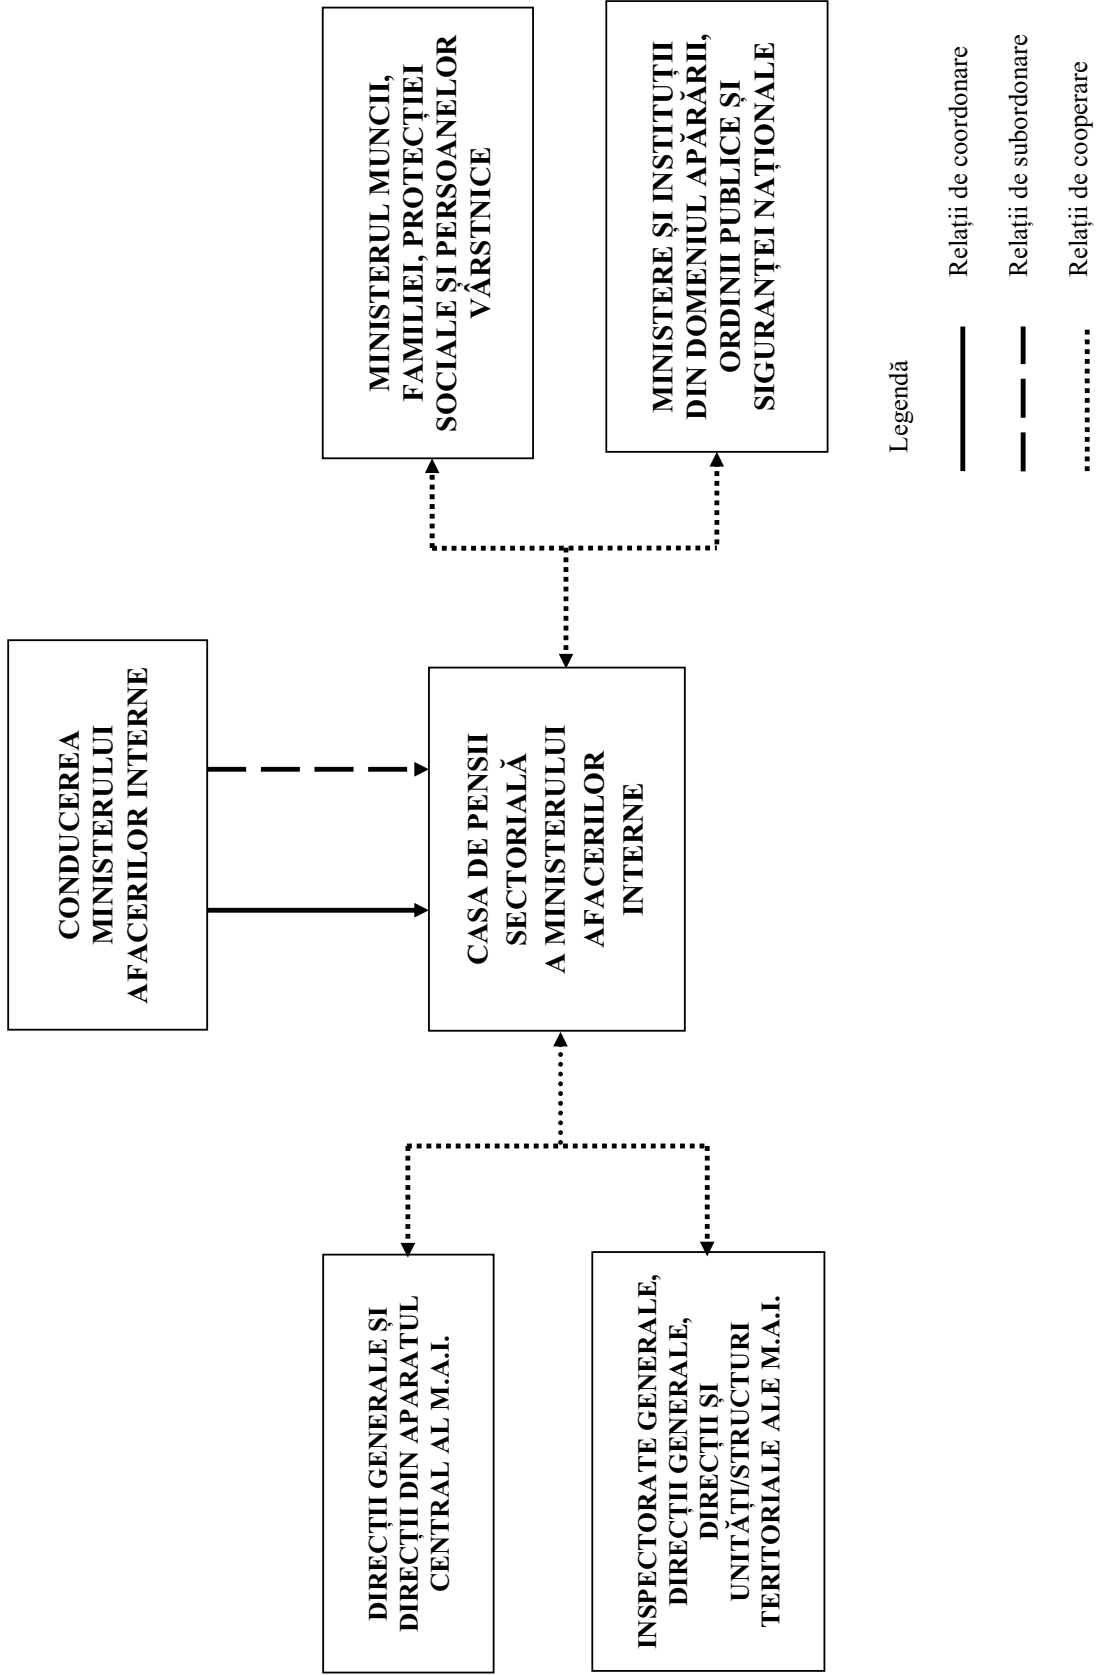 CONDUCEREA
MINISTERULUI
AFACERILOR INTERNE
DIRECȚII GENERALE ȘI
DIRECȚII DIN APARATUL
CENTRAL AL M.A.I.
INSPECTORATE GENERALE,
DIRECȚII GENERALE,
DIRECȚII ȘI
UNITĂȚI/STRUCTURI
TERITORIALE ALE M.A.I.
CASA DE PENSII
SECTORIALĂ
A MINISTERULUI
AFACERILOR
INTERNE
MINISTERUL MUNCII,
FAMILIEI, PROTECȚIEI
SOCIALE ȘI PERSOANELOR
VÂRSTNICE
MINISTERE ȘI INSTITUȚII
DIN DOMENIUL APĂRĂRII,
ORDINII PUBLICE ȘI
SIGURANȚEI NAȚIONALE
Legendă
Relații de coordonare
Relații de subordonare
Relații de cooperare